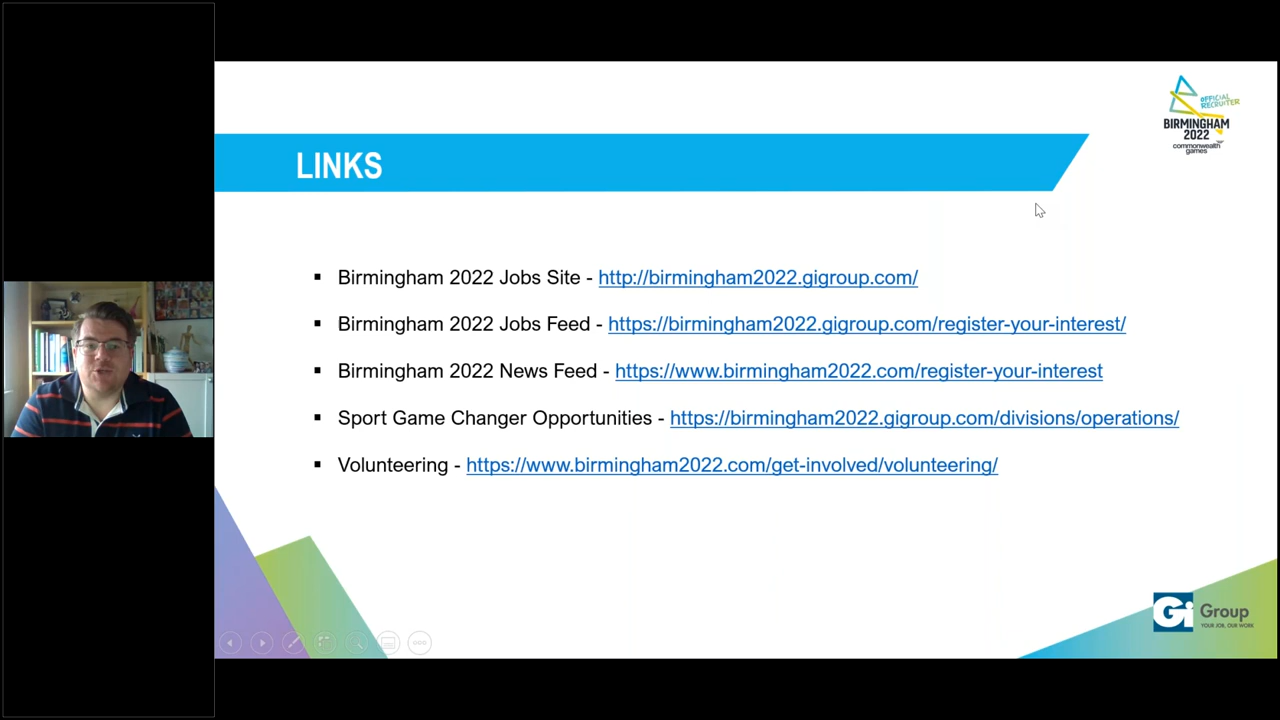 OFFICIAL
RECRUITER
BIRMINGHAM
2022
commonwealth
games
LINKS
▪ Birmingham 2022 Jobs Site - http://birmingham2022.gigroup.com/
▪ Birmingham 2022 Jobs Feed - https://birmingham2022.gigroup.com/register-your-interest/
▪ Birmingham 2022 News Feed - https://www.birmingham2022.com/register-your-interest
▪ Sport Game Changer Opportunities - https://birmingham2022.gigroup.com/divisions/operations/
▪ Volunteering - https://www.birmingham2022.com/get-involved/volunteering/
Gi Group
YOUR JOB, OUR WORK